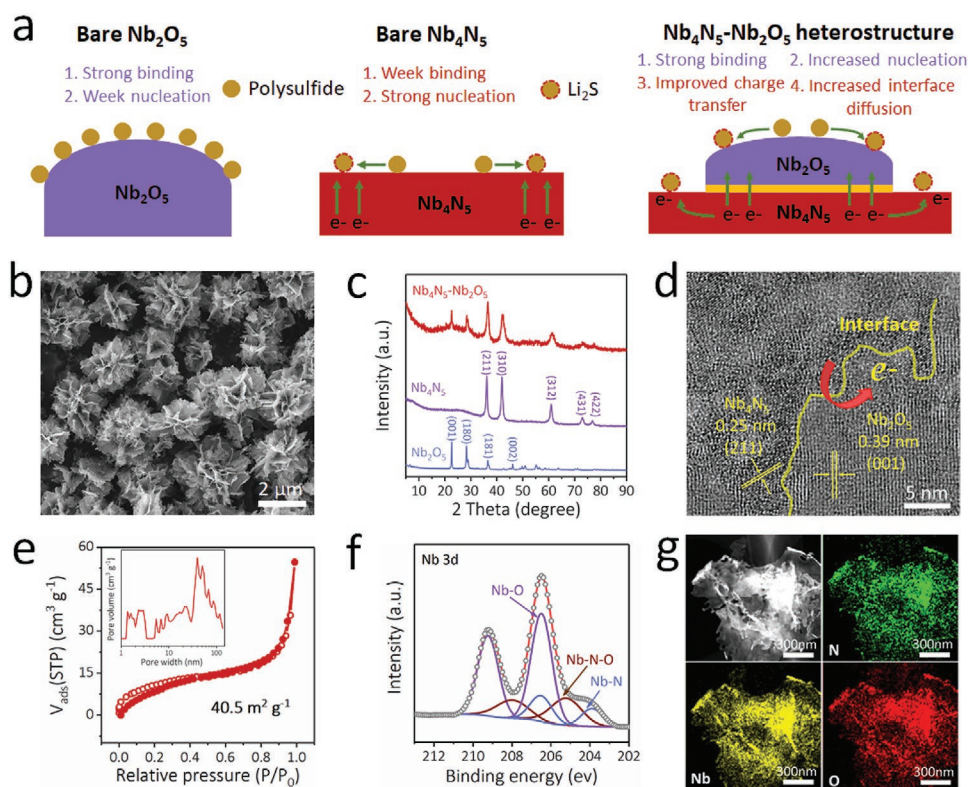 a
Bare Nb₂O₅
1. Strong binding
2. Week nucleation
Polysulfide
Nb₂O₅
Bare Nb₄N₅
1. Week binding
2. Strong nucleation
Li₂S
Nb₄N₅
e- e- e- e-
Nb₄N₅-Nb₂O₅ heterostructure
1. Strong binding
2. Increased nucleation
3. Improved charge
transfer
4. Increased interface
diffusion
Nb₂O₅
e- e- Nb₄N₅ e- e- e- e-
b
2 μm
c
Intensity (a.u.)
Nb₄N₅-Nb₂O₅
Nb₄N₅
(211)
(310)
(312)
(431)
(422)
Nb₂O₅
(001)
(180)
(181)
(002)
10 20 30 40 50 60 70 80 90
2 Theta (degree)
d
Interface
e-
Nb₄N₅
0.25 nm
(211)
Nb₂O₅
0.39 nm
(001)
5 nm
e
V_ads(STP) (cm³ g⁻¹)
60
45
30
15
0
Pore volume (cm³ g⁻¹)
1 10 100
Pore width (nm)
40.5 m² g⁻¹
0.0 0.2 0.4 0.6 0.8 1.0
Relative pressure (P/P₀)
f
Nb 3d
Intensity (a.u.)
Nb-O
Nb-N-O
Nb-N
212 210 208 206 204 202
Binding energy (ev)
g
300nm
N
300nm
Nb
300nm
O
300nm